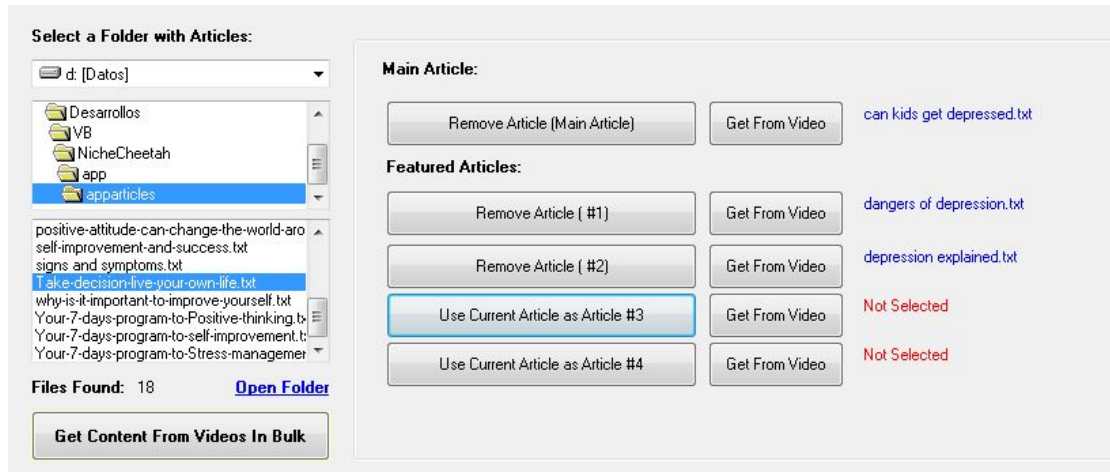 Select a Folder with Articles:
d: [Datos]
Desarrollos
VB
NicheCheetah
app
apparticles
positive-attitude-can-change-the-world-aro
self-improvement-and-success.txt
signs and symptoms.txt
Take-decision-live-your-own-life.txt
why-is-it-important-to-improve-yourself.txt
Your-7-days-program-to-Positive-thinking.tx
Your-7-days-program-to-self-improvement.t
Your-7-days-program-to-Stress-managemer
Files Found: 18 Open Folder
Get Content From Videos In Bulk
Main Article:
Remove Article (Main Article) Get From Video can kids get depressed.txt
Featured Articles:
Remove Article ( #1) Get From Video dangers of depression.txt
Remove Article ( #2) Get From Video depression explained.txt
Use Current Article as Article #3 Get From Video Not Selected
Use Current Article as Article #4 Get From Video Not Selected